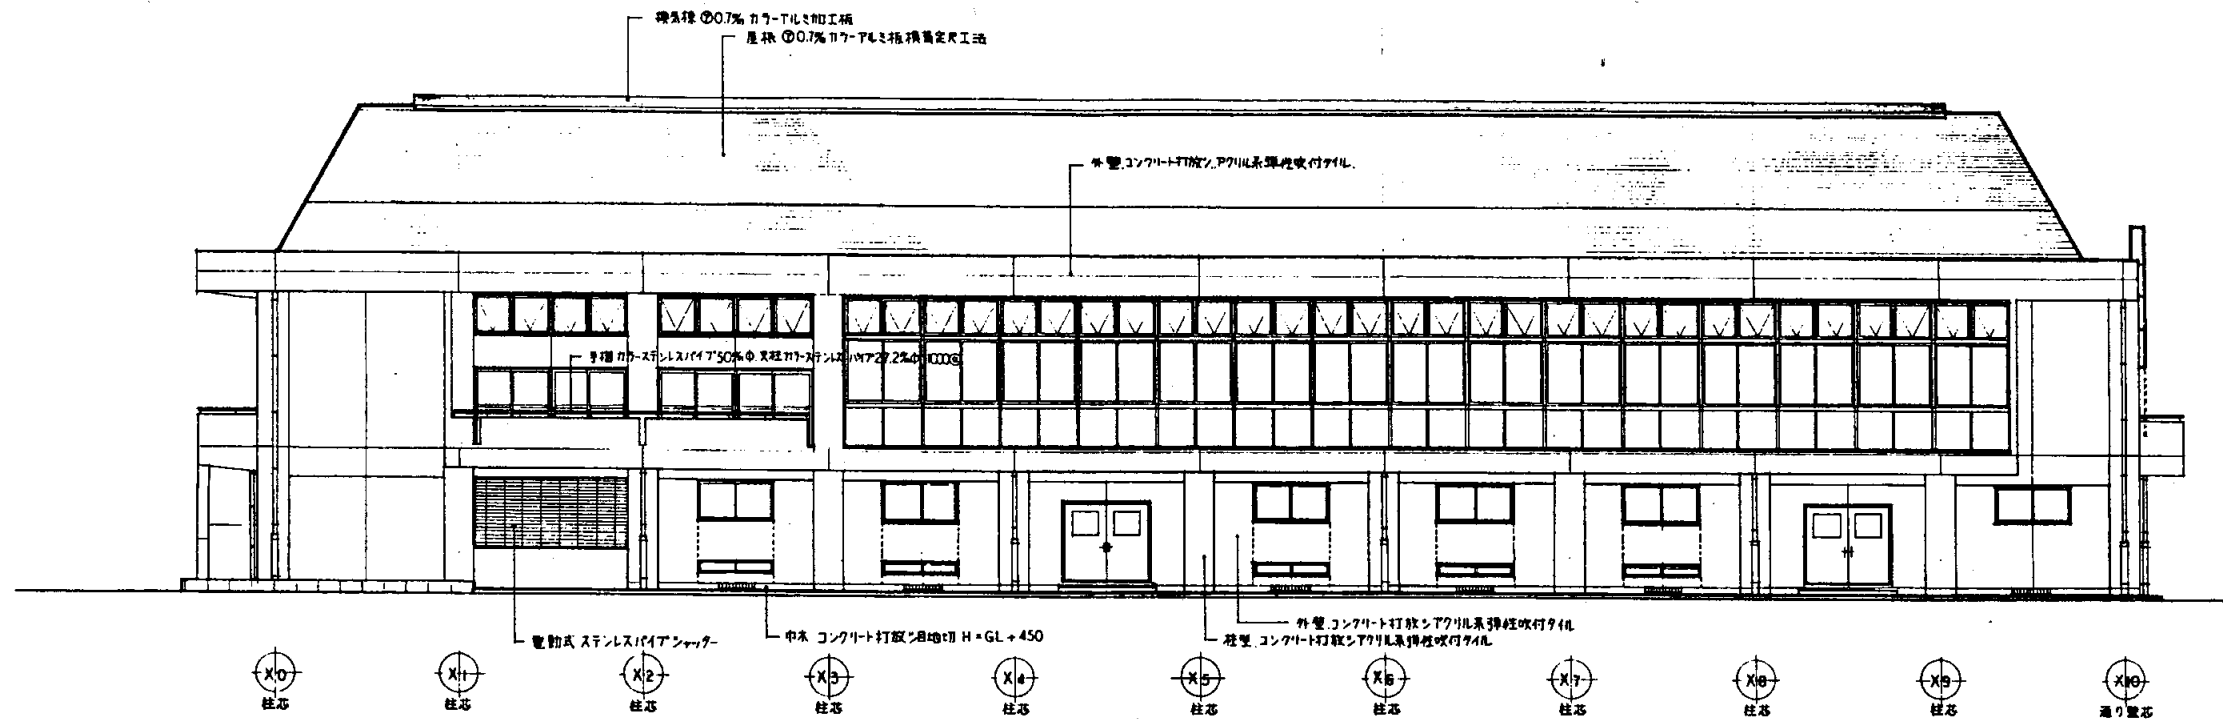 換気棟 ⑦0.7% カラーアルミ加工板
屋根 ⑦0.7% カラーアルミ板横葺定尺工法
外壁.コンクリート打放シ.アクリル系弾性吹付タイル.
手摺 カラーステンレスパイプ50%Φ.支柱カラーステンレスパイプ27.2%Φ 1000@
電動式 ステンレスパイプシャッター
巾木 コンクリート打放シ目地切 H=GL+450
外壁.コンクリート打放シアクリル系弾性吹付タイル
柱型.コンクリート打放シアクリル系弾性吹付タイル
X0 X1 X2 X3 X4 X5 X6 X7 X8 X9 X10
柱芯 柱芯 柱芯 柱芯 柱芯 柱芯 柱芯 柱芯 柱芯 柱芯 通り壁芯